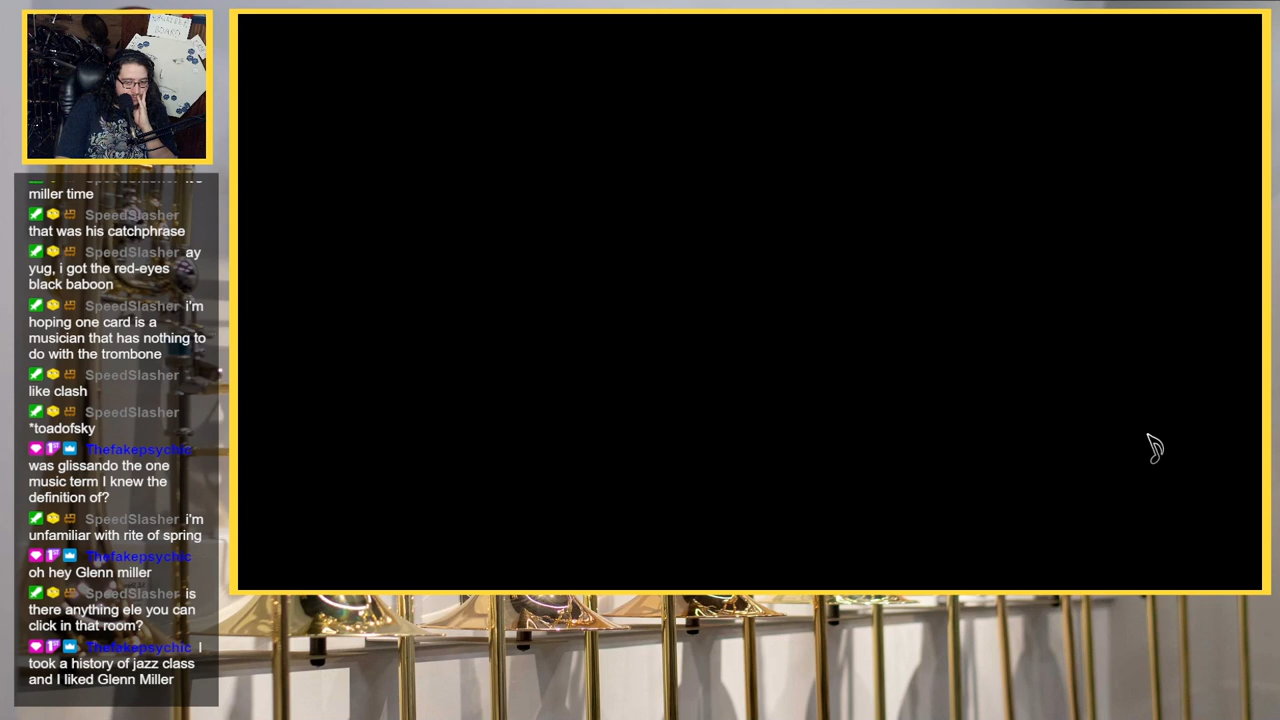 miller time
SpeedSlasher
that was his catchphrase
SpeedSlasher ay
yug, i got the red-eyes
black baboon
SpeedSlasher i'm
hoping one card is a
musician that has nothing to
do with the trombone
SpeedSlasher
like clash
SpeedSlasher
*toadofsky
Thefakepsychic
was glissando the one
music term I knew the
definition of?
SpeedSlasher i'm
unfamiliar with rite of spring
Thefakepsychic
oh hey Glenn miller
SpeedSlasher is
there anything ele you can
click in that room?
Thefakepsychic I
took a history of jazz class
and I liked Glenn Miller